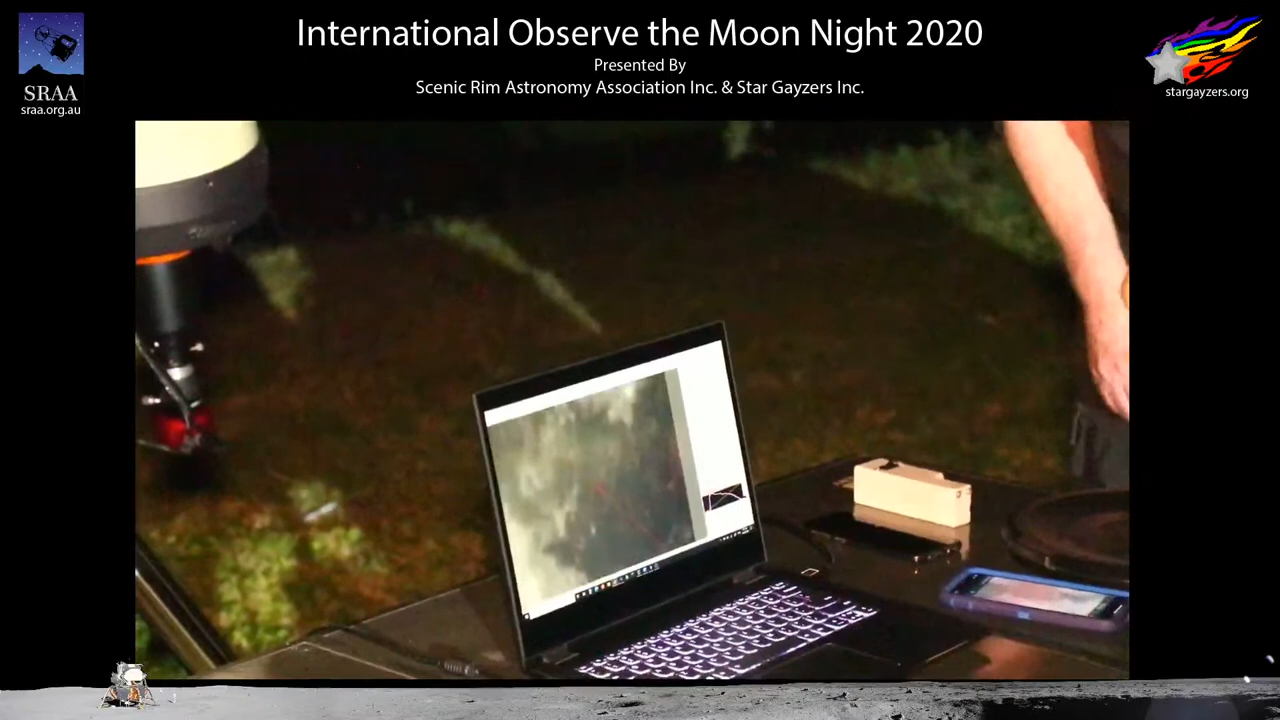 International Observe the Moon Night 2020
Presented By
Scenic Rim Astronomy Association Inc. & Star Gayzers Inc.
SRAA
sraa.org.au
stargayzers.org